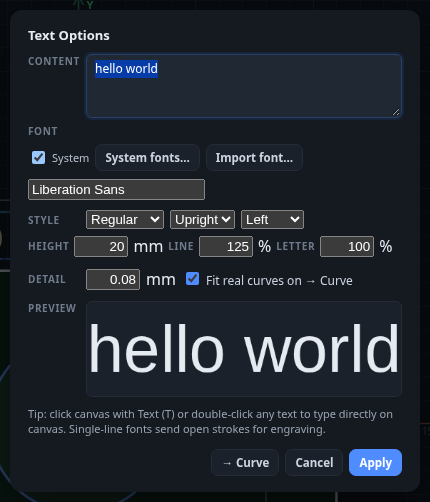 Y
Text Options
CONTENT
hello world
FONT
System System fonts... Import font...
Liberation Sans
STYLE Regular Upright Left
HEIGHT 20 mm LINE 125 % LETTER 100 %
DETAIL 0.08 mm Fit real curves on → Curve
PREVIEW
hello world
Tip: click canvas with Text (T) or double-click any text to type directly on
canvas. Single-line fonts send open strokes for engraving.
→ Curve Cancel Apply